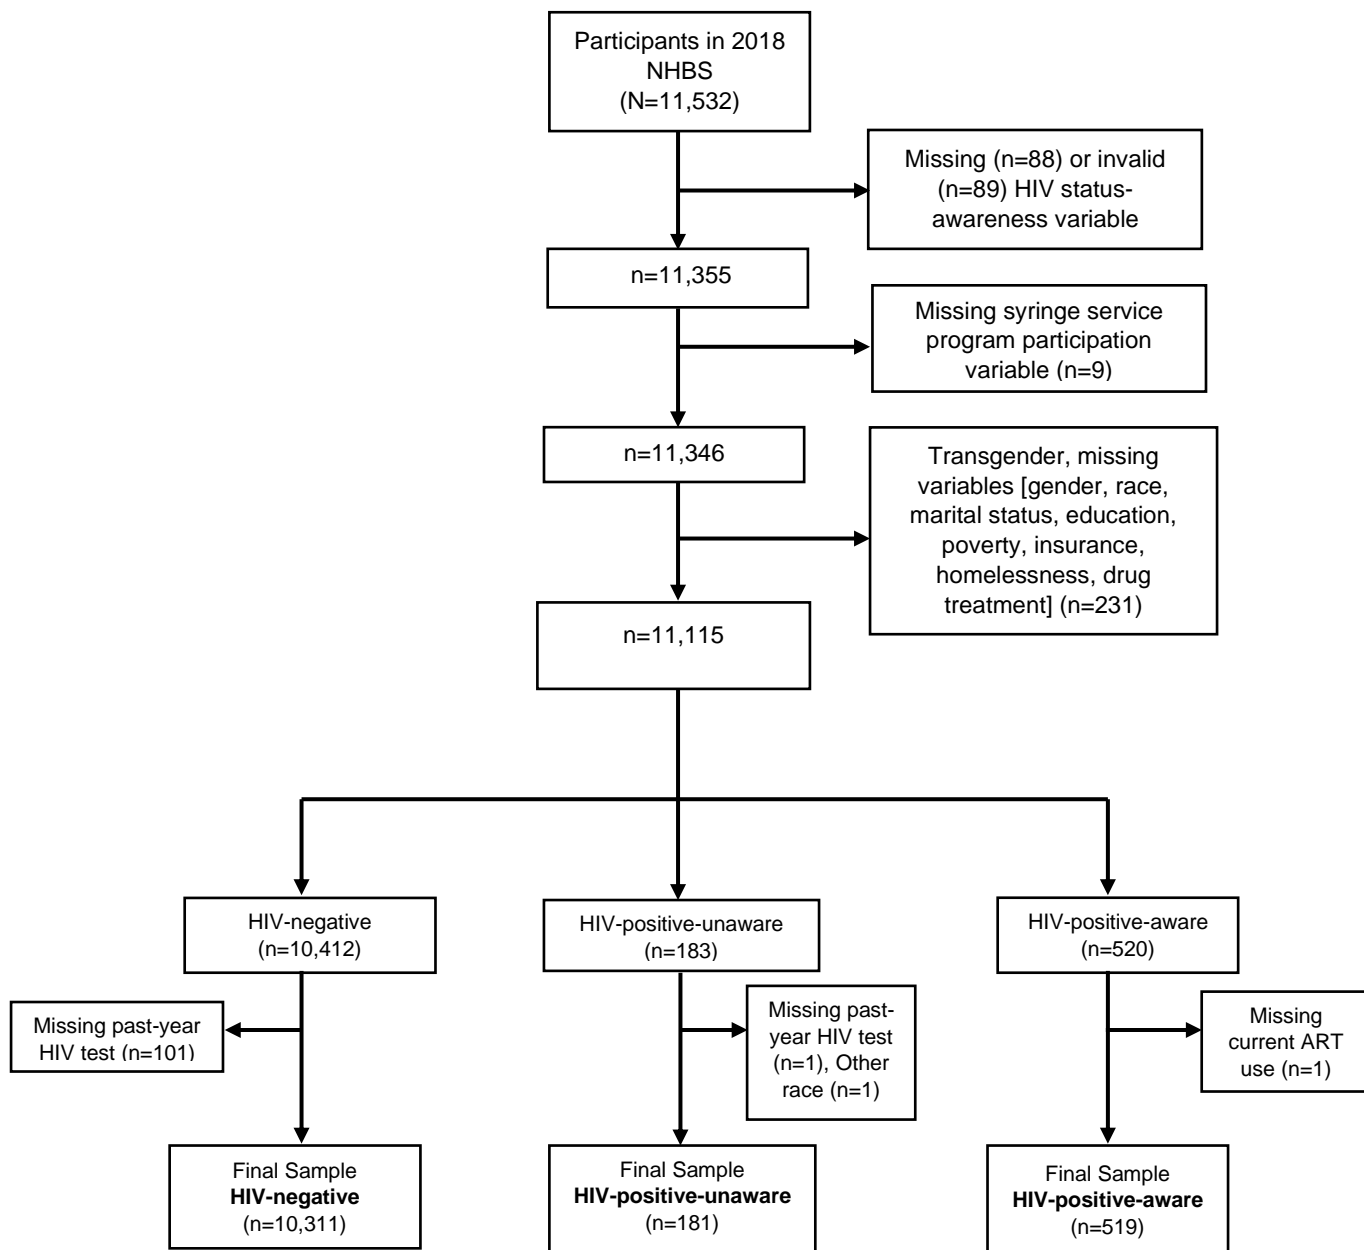 Participants in 2018
NHBS
(N=11,532)
Missing (n=88) or invalid
(n=89) HIV status-
awareness variable
n=11,355
Missing syringe service
program participation
variable (n=9)
n=11,346
Transgender, missing
variables [gender, race,
marital status, education,
poverty, insurance,
homelessness, drug
treatment] (n=231)
n=11,115
HIV-negative
(n=10,412)
HIV-positive-unaware
(n=183)
HIV-positive-aware
(n=520)
Missing past-year
HIV test (n=101)
Missing past-
year HIV test
(n=1), Other
race (n=1)
Missing
current ART
use (n=1)
Final Sample
HIV-negative
(n=10,311)
Final Sample
HIV-positive-unaware
(n=181)
Final Sample
HIV-positive-aware
(n=519)